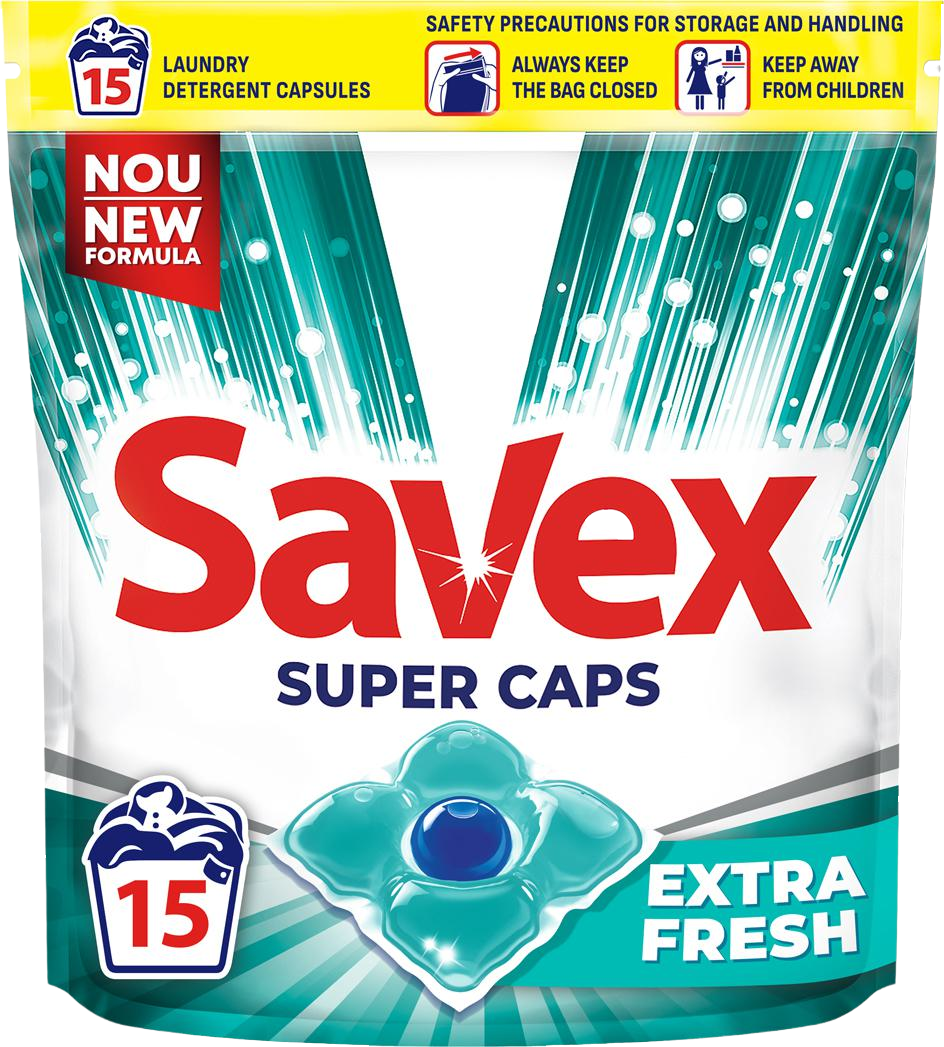 SAFETY PRECAUTIONS FOR STORAGE AND HANDLING
15
LAUNDRY
DETERGENT CAPSULES
ALWAYS KEEP
THE BAG CLOSED
KEEP AWAY
FROM CHILDREN
NOU
NEW
FORMULA
Savex
SUPER CAPS
15
EXTRA
FRESH